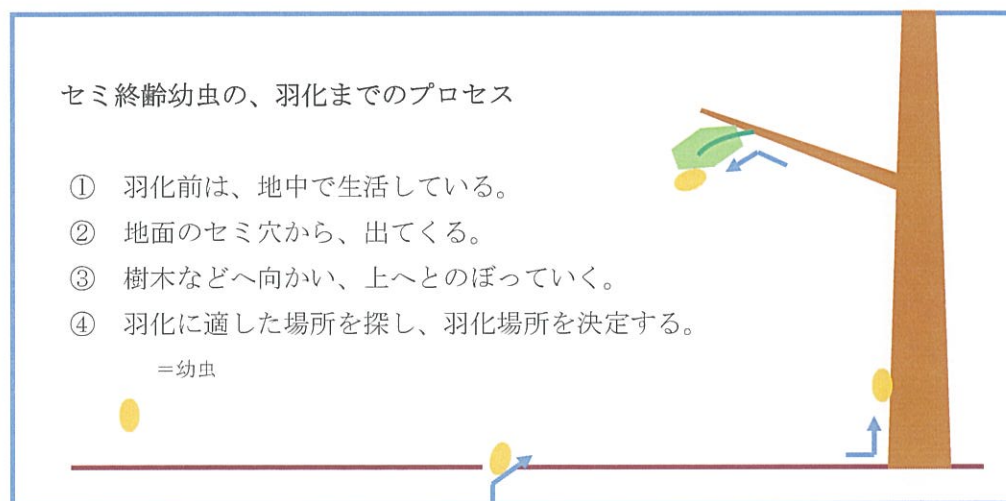 セミ終齢幼虫の、羽化までのプロセス
① 羽化前は、地中で生活している。
② 地面のセミ穴から、出てくる。
③ 樹木などへ向かい、上へとのぼっていく。
④ 羽化に適した場所を探し、羽化場所を決定する。
＝幼虫